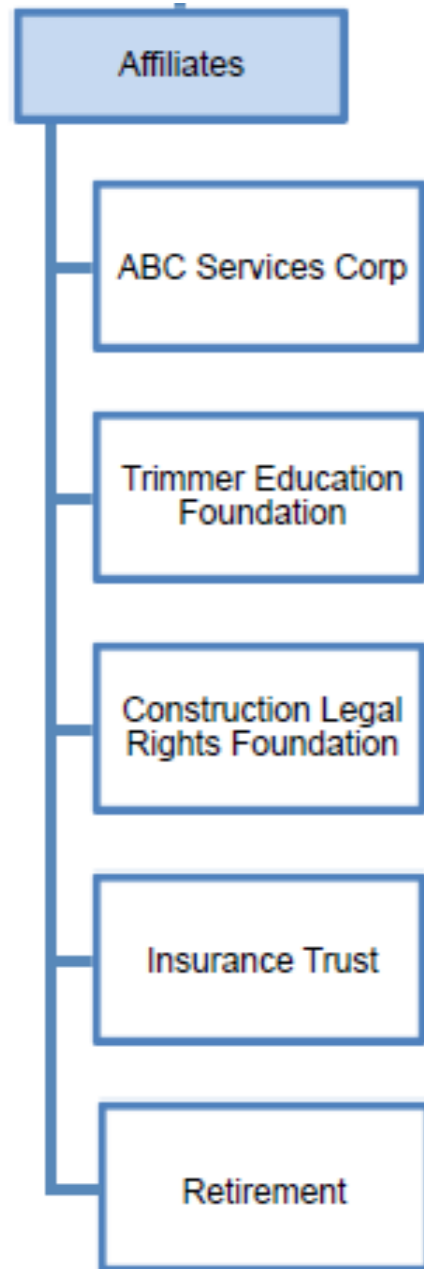 Affiliates
ABC Services Corp
Trimmer Education
Foundation
Construction Legal
Rights Foundation
Insurance Trust
Retirement